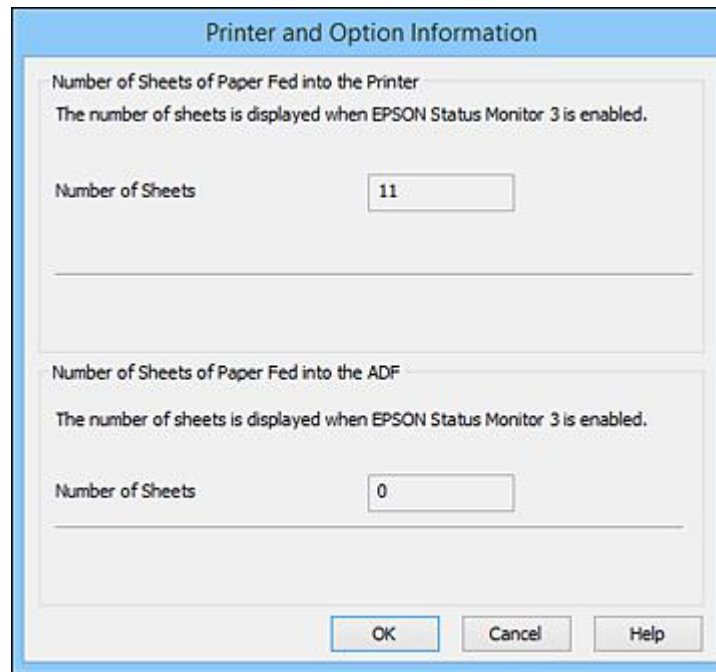 Printer and Option Information
Number of Sheets of Paper Fed into the Printer
The number of sheets is displayed when EPSON Status Monitor 3 is enabled.
Number of Sheets 11
Number of Sheets of Paper Fed into the ADF
The number of sheets is displayed when EPSON Status Monitor 3 is enabled.
Number of Sheets 0
OK Cancel Help